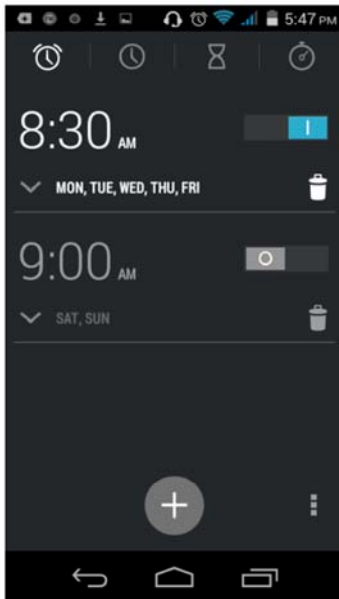 5:47 PM
8:30 AM
MON, TUE, WED, THU, FRI
9:00 AM
SAT, SUN